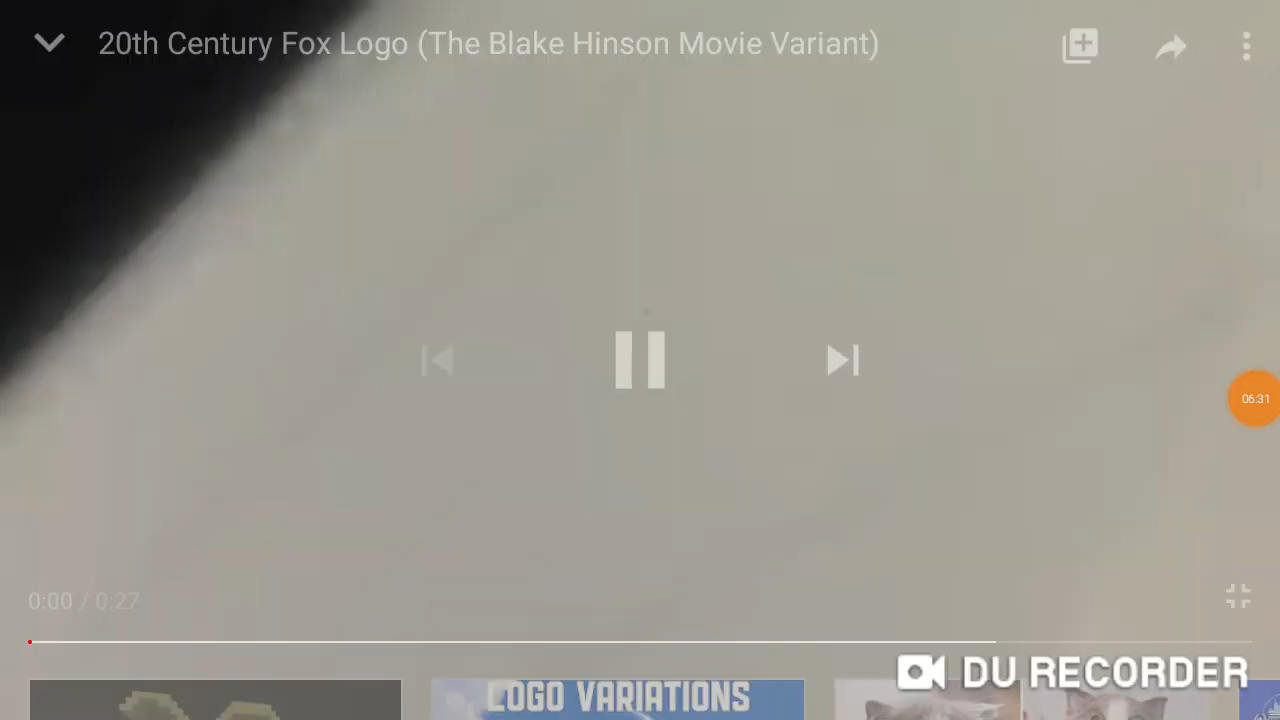 20th Century Fox Logo (The Blake Hinson Movie Variant)
06:31
0:00 / 0:27
DU RECORDER
LOGO VARIATIONS